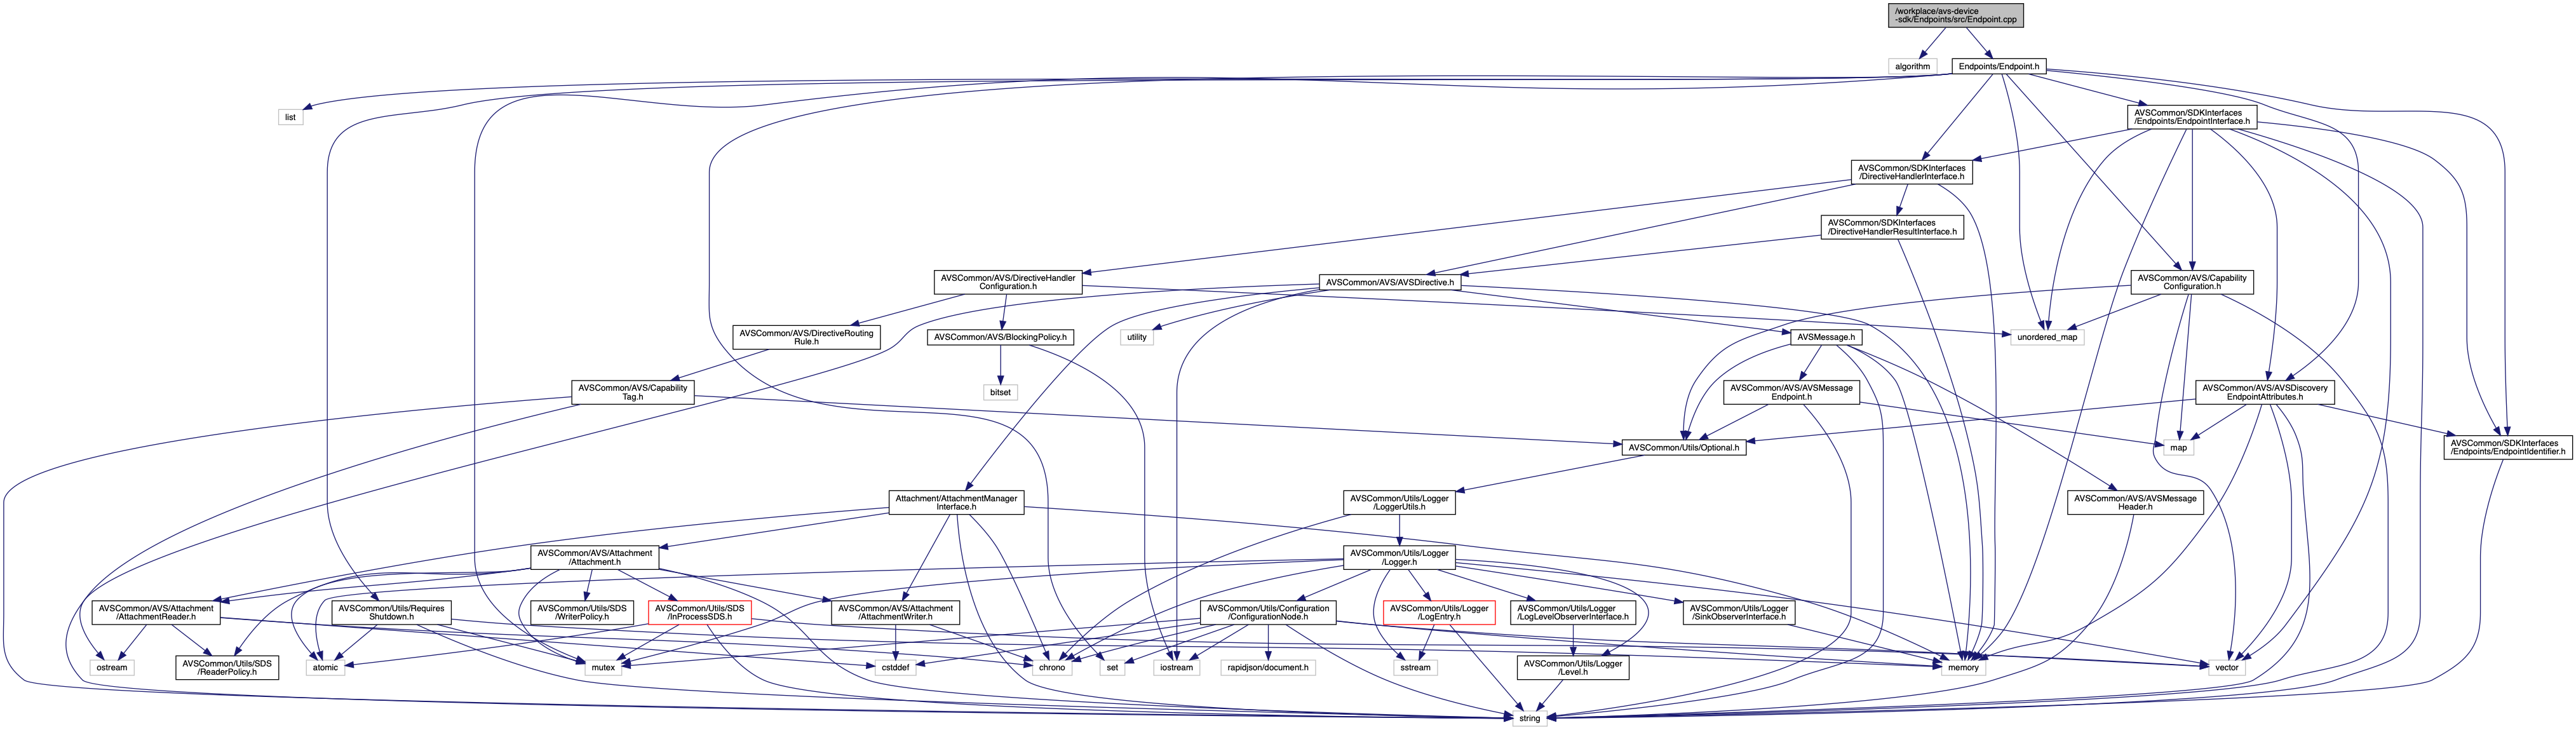 /workplace/avs-device
-sdk/Endpoints/src/Endpoint.cpp
algorithm
Endpoints/Endpoint.h
list
AVSCommon/SDKInterfaces
/Endpoints/EndpointInterface.h
AVSCommon/SDKInterfaces
/DirectiveHandlerInterface.h
AVSCommon/SDKInterfaces
/DirectiveHandlerResultInterface.h
AVSCommon/AVS/DirectiveHandler
Configuration.h
AVSCommon/AVS/AVSDirective.h
AVSCommon/AVS/Capability
Configuration.h
AVSCommon/AVS/DirectiveRouting
Rule.h
AVSCommon/AVS/BlockingPolicy.h
utility
AVSMessage.h
unordered_map
AVSCommon/AVS/Capability
Tag.h
bitset
AVSCommon/AVS/AVSMessage
Endpoint.h
AVSCommon/AVS/AVSDiscovery
EndpointAttributes.h
AVSCommon/Utils/Optional.h
map
AVSCommon/SDKInterfaces
/Endpoints/EndpointIdentifier.h
Attachment/AttachmentManager
Interface.h
AVSCommon/Utils/Logger
/LoggerUtils.h
AVSCommon/AVS/AVSMessage
Header.h
AVSCommon/AVS/Attachment
/Attachment.h
AVSCommon/Utils/Logger
/Logger.h
AVSCommon/AVS/Attachment
/AttachmentReader.h
AVSCommon/Utils/Requires
Shutdown.h
AVSCommon/Utils/SDS
/WriterPolicy.h
AVSCommon/Utils/SDS
/InProcessSDS.h
AVSCommon/AVS/Attachment
/AttachmentWriter.h
AVSCommon/Utils/Configuration
/ConfigurationNode.h
AVSCommon/Utils/Logger
/LogEntry.h
AVSCommon/Utils/Logger
/LogLevelObserverInterface.h
AVSCommon/Utils/Logger
/SinkObserverInterface.h
ostream
AVSCommon/Utils/SDS
/ReaderPolicy.h
atomic
mutex
cstddef
chrono
set
iostream
rapidjson/document.h
sstream
AVSCommon/Utils/Logger
/Level.h
memory
vector
string